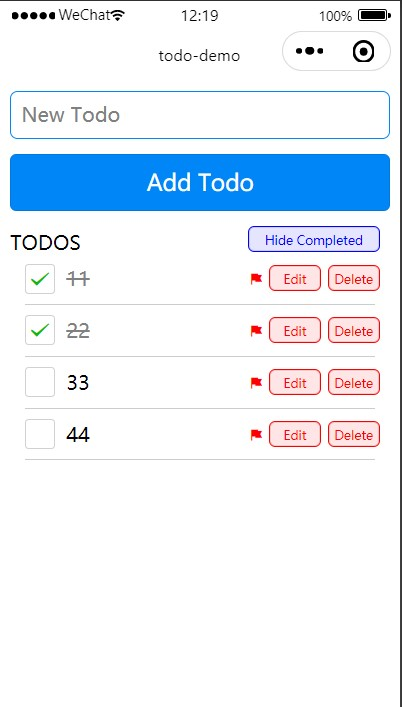 WeChat 12:19 100%
todo-demo
New Todo
Add Todo
TODOS Hide Completed
11 Edit Delete
22 Edit Delete
33 Edit Delete
44 Edit Delete